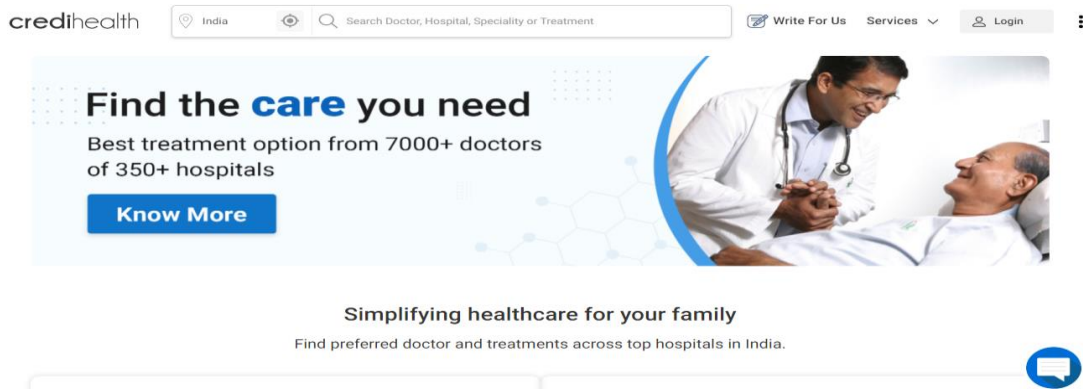 credihealth
India
Search Doctor, Hospital, Speciality or Treatment
Write For Us
Services
Login
Find the care you need
Best treatment option from 7000+ doctors
of 350+ hospitals
Know More
Simplifying healthcare for your family
Find preferred doctor and treatments across top hospitals in India.